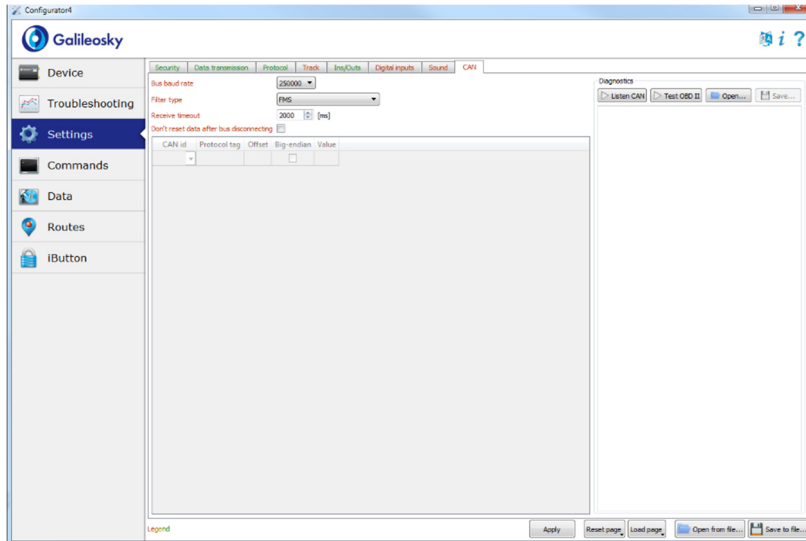 Configurator4
Galileosky
i ?
Device
Troubleshooting
Settings
Commands
Data
Routes
iButton
Security Data transmission Protocol Track Ins/Outs Digital inputs Sound CAN
Bus baud rate 250000
Filter type FMS
Receive timeout 2000 [ms]
Don't reset data after bus disconnecting
CAN id Protocol tag Offset Big-endian Value
Diagnostics
Listen CAN Test OBD II Open... Save...
Legend
Apply Reset page Load page Open from file... Save to file...